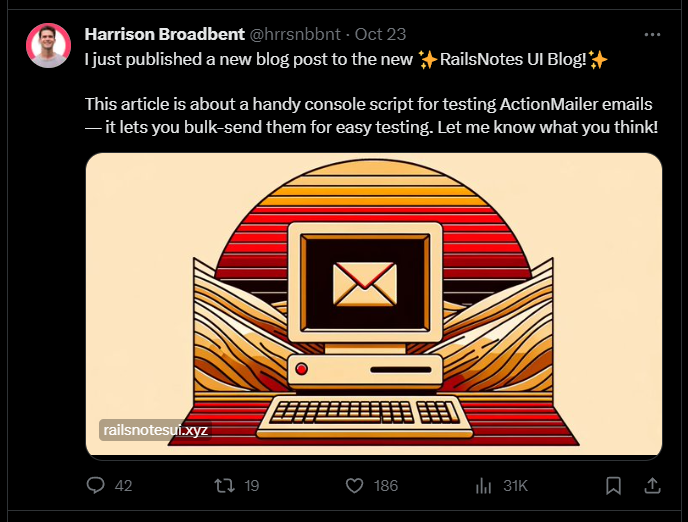 Harrison Broadbent @hrrsnbbnt · Oct 23
I just published a new blog post to the new ✨RailsNotes UI Blog!✨
This article is about a handy console script for testing ActionMailer emails
— it lets you bulk-send them for easy testing. Let me know what you think!
railsnotesui.xyz
42 19 186 31K